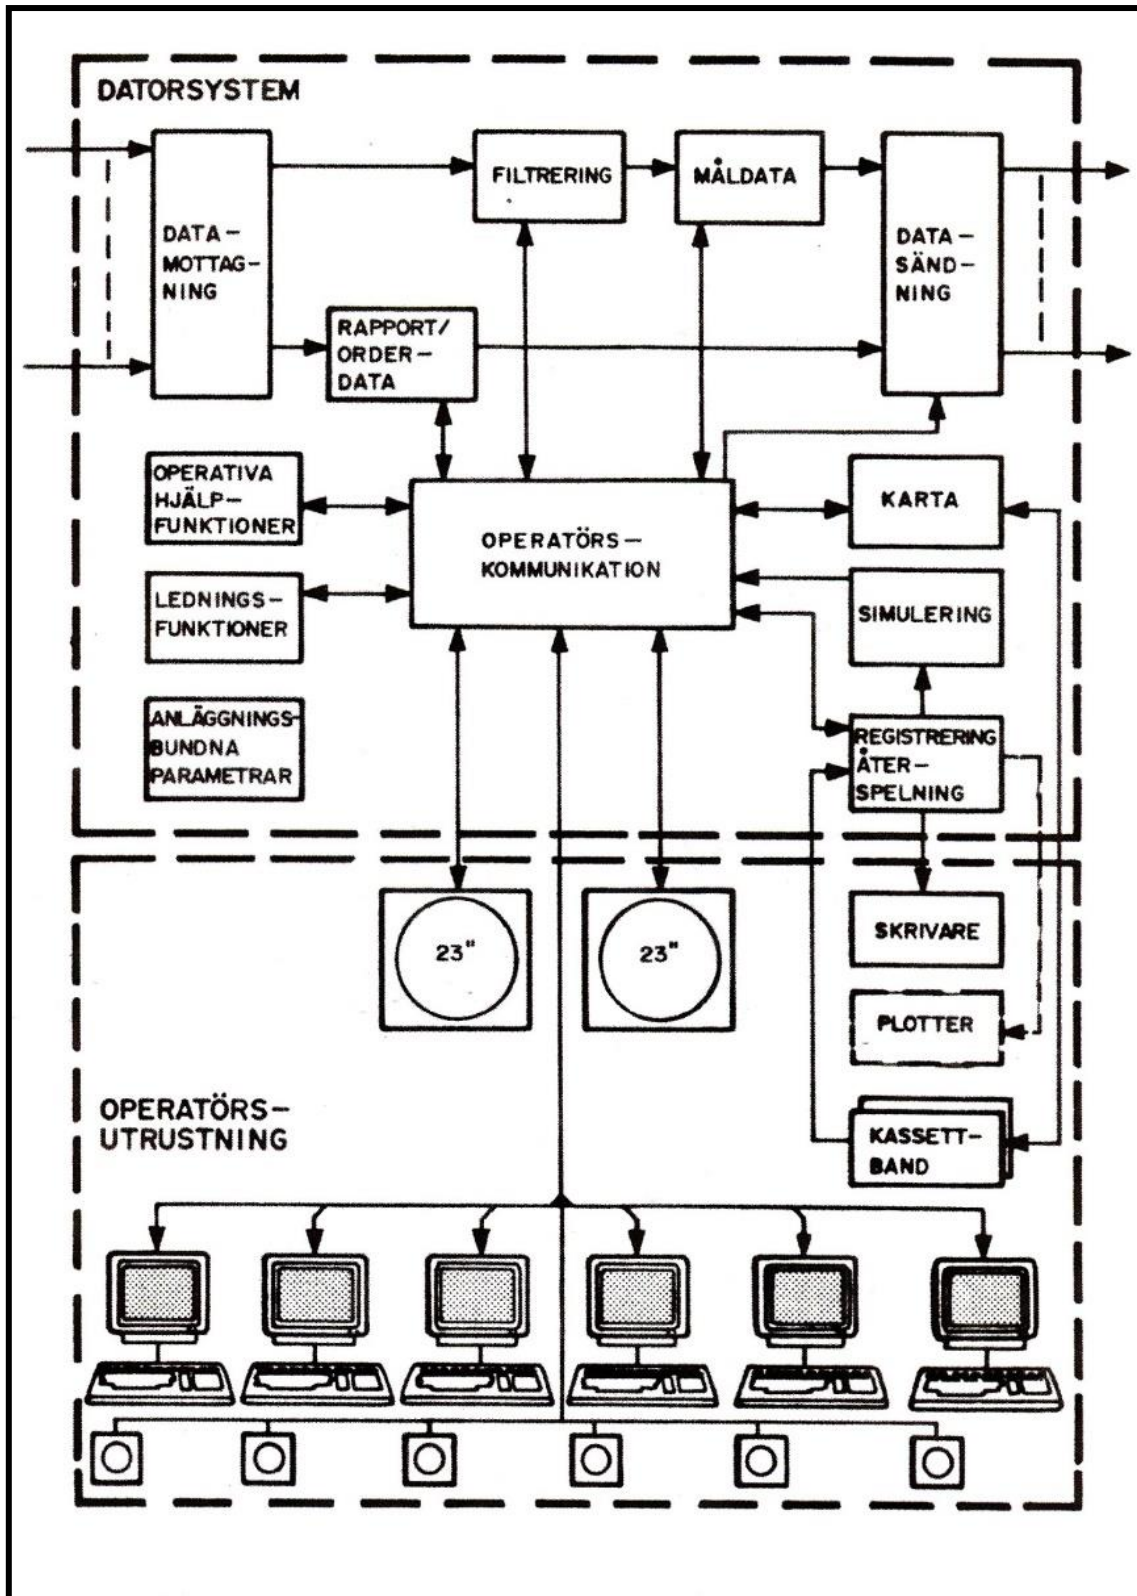 DATORSYSTEM
DATA-
MOTTAG-
NING
FILTRERING
MÅLDATA
DATA-
SÄND-
NING
RAPPORT/
ORDER-
DATA
OPERATIVA
HJÄLP-
FUNKTIONER
OPERATÖRS-
KOMMUNIKATION
KARTA
LEDNINGS-
FUNKTIONER
SIMULERING
ANLÄGGNINGS-
BUNDNA
PARAMETRAR
REGISTRERING
ÅTER-
SPELNING
23"
23"
SKRIVARE
PLOTTER
OPERATÖRS-
UTRUSTNING
KASSETT-
BAND